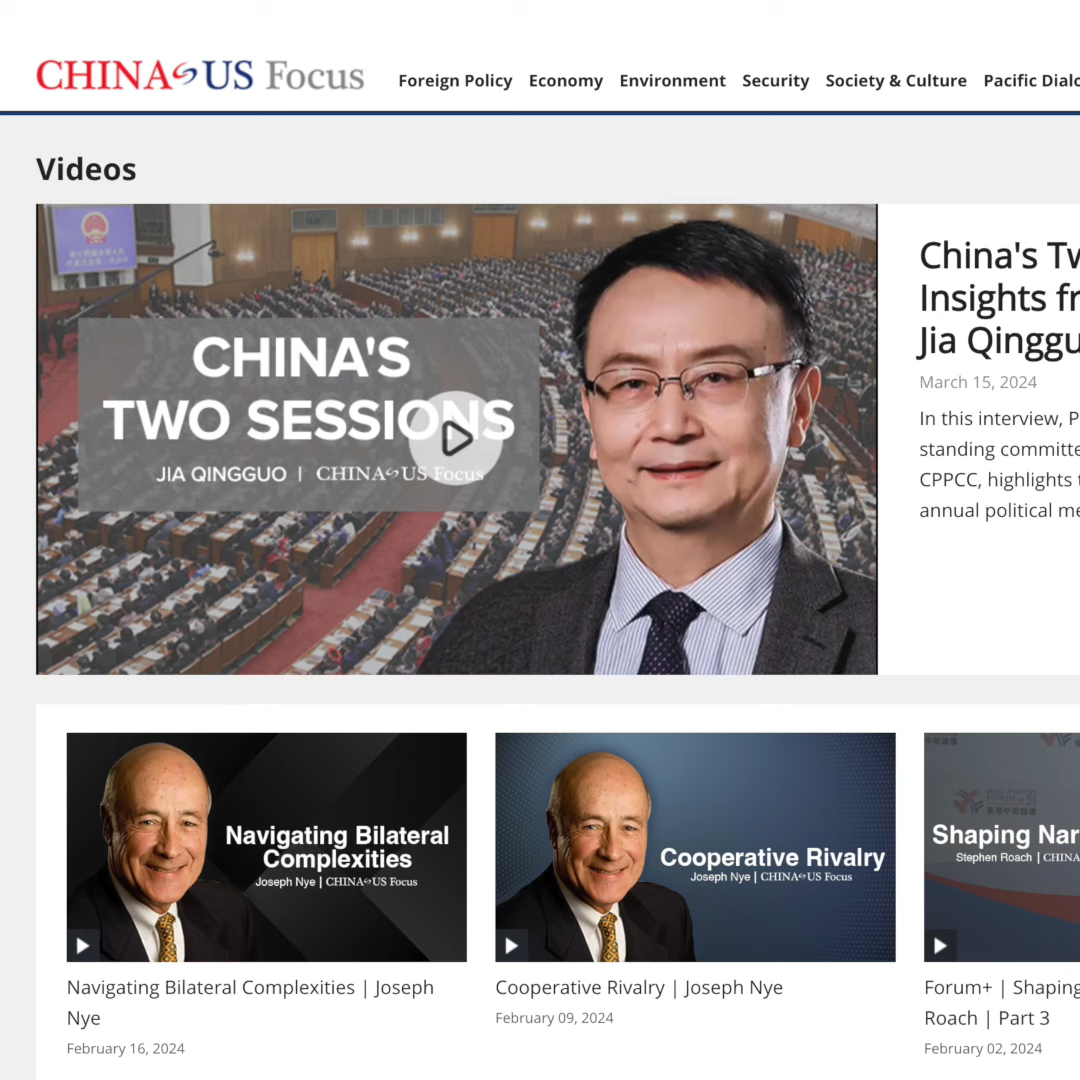 CHINA US Focus
Foreign Policy Economy Environment Security Society & Culture Pacific Dialo
Videos
CHINA'S
TWO SESSIONS
JIA QINGGUO | CHINA US Focus
China's Tw
Insights fr
Jia Qinggu
March 15, 2024
In this interview, P
standing committe
CPPCC, highlights t
annual political me
Navigating Bilateral
Complexities
Joseph Nye | CHINA US Focus
Cooperative Rivalry
Joseph Nye | CHINA US Focus
Shaping Nar
Stephen Roach | CHINA
Navigating Bilateral Complexities | Joseph
Nye
February 16, 2024
Cooperative Rivalry | Joseph Nye
February 09, 2024
Forum+ | Shaping
Roach | Part 3
February 02, 2024